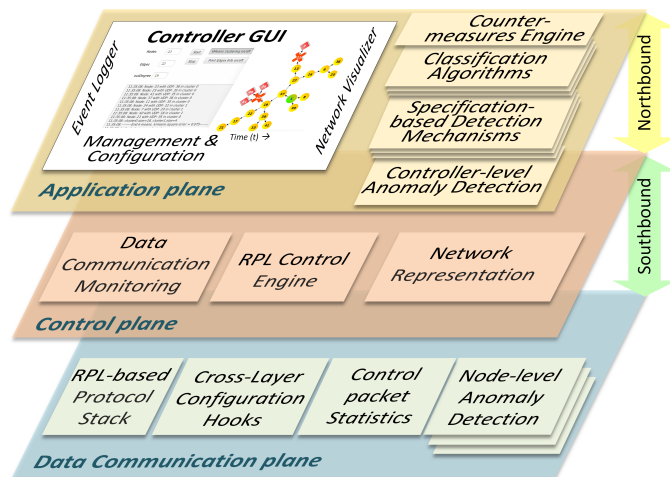 Controller GUI
Event Logger
Network Visualizer
Time (t) →
Management &
Configuration
Application plane
Counter-
measures Engine
Classification
Algorithms
Specification-
based Detection
Mechanisms
Controller-level
Anomaly Detection
Northbound
Southbound
Data
Communication
Monitoring
RPL Control
Engine
Network
Representation
Control plane
RPL-based
Protocol
Stack
Cross-Layer
Configuration
Hooks
Control
packet
Statistics
Node-level
Anomaly
Detection
Data Communication plane